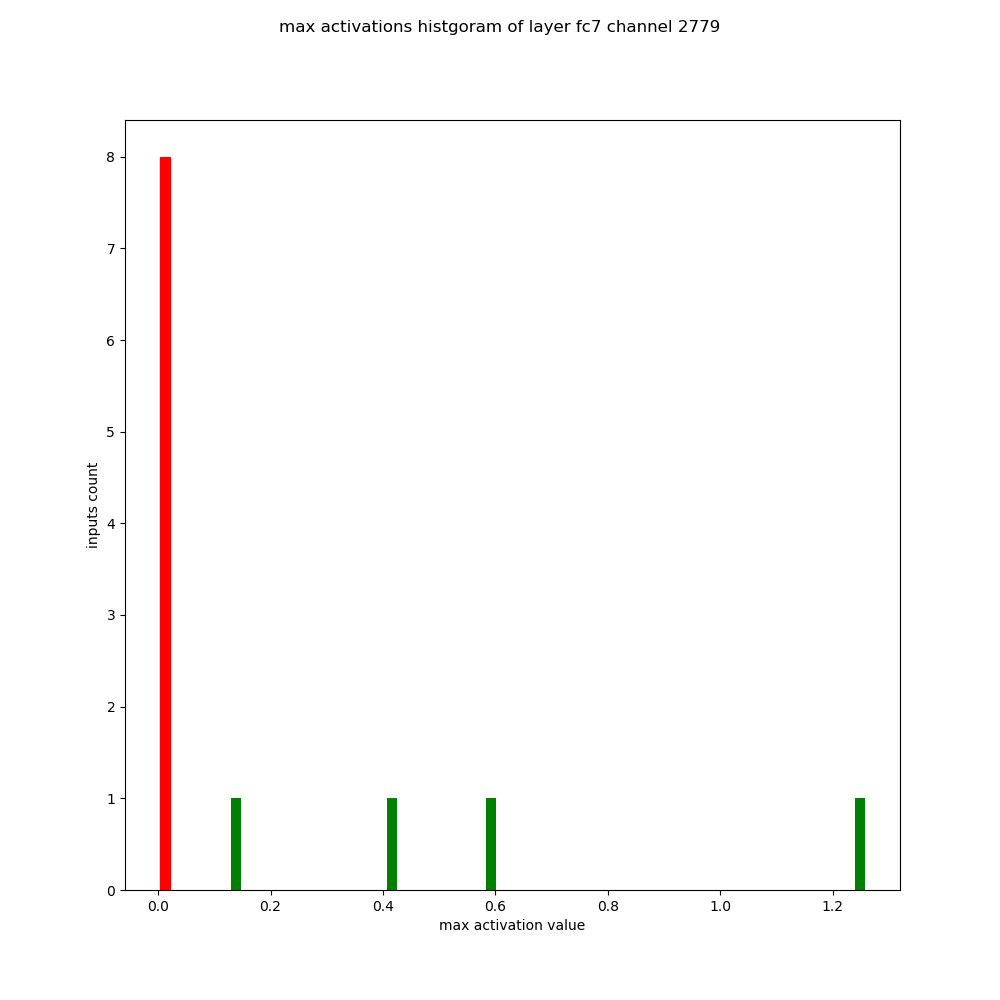 max activations histgoram of layer fc7 channel 2779
8
7
6
5
4
3
2
1
0
inputs count
0.0 0.2 0.4 0.6 0.8 1.0 1.2
max activation value